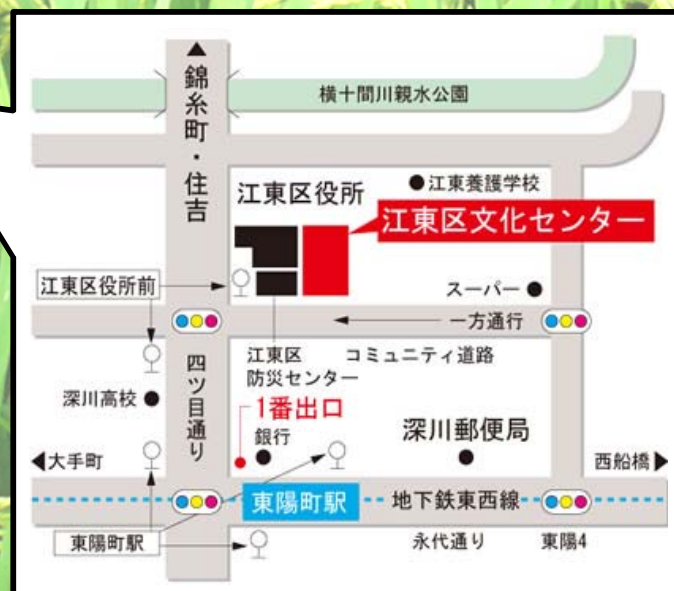 ▲錦糸町・住吉
横十間川親水公園
江東区役所
●江東養護学校
江東区文化センター
江東区役所前
スーパー●
一方通行
江東区
防災センター
コミュニティ道路
四ツ目通り
深川高校●
1番出口
銀行
深川郵便局
◀大手町
西船橋▶
東陽町駅
地下鉄東西線
東陽町駅
永代通り
東陽4